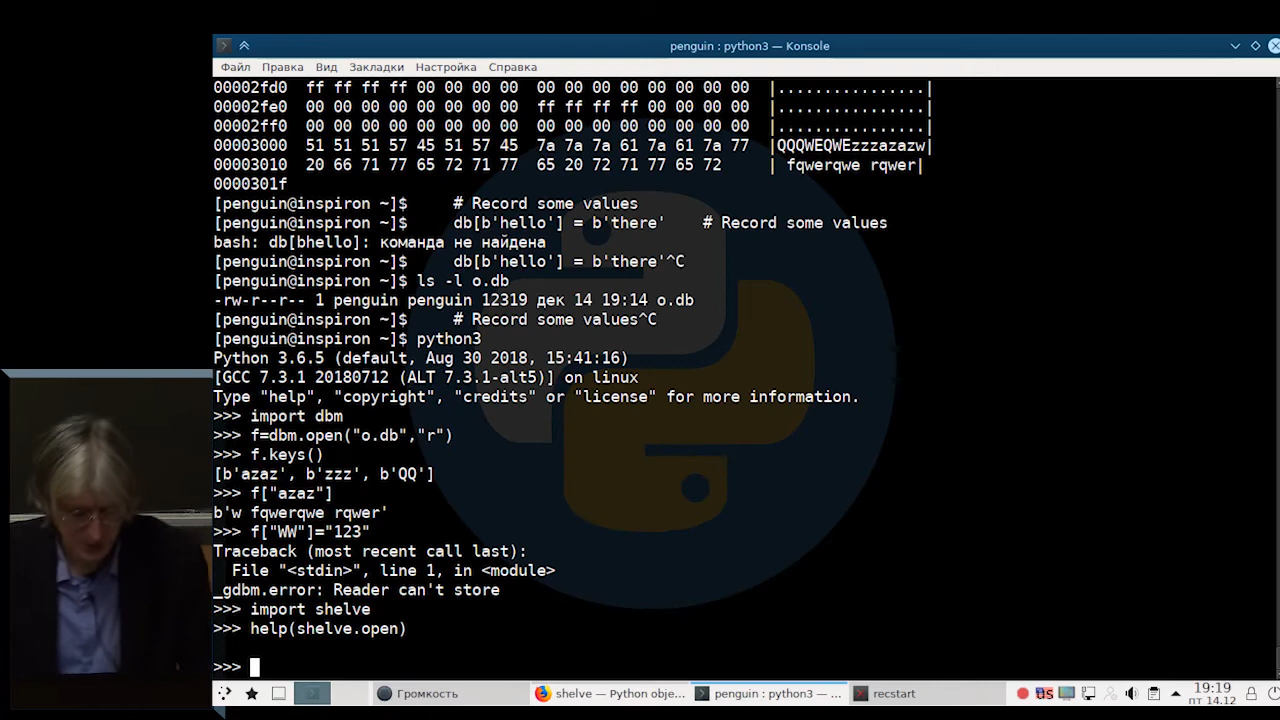 penguin : python3 — Konsole
Файл Правка Вид Закладки Настройка Справка
00002fd0 ff ff ff ff 00 00 00 00 00 00 00 00 00 00 00 00 |................|
00002fe0 00 00 00 00 00 00 00 00 ff ff ff ff 00 00 00 00 |................|
00002ff0 00 00 00 00 00 00 00 00 00 00 00 00 00 00 00 00 |................|
00003000 51 51 51 57 45 51 57 45 7a 7a 7a 61 7a 61 7a 77 |QQQWEQWEzzzazazw|
00003010 20 66 71 77 65 72 71 77 65 20 72 71 77 65 72 | fqwerqwe rqwer|
0000301f
[penguin@inspiron ~]$     # Record some values
[penguin@inspiron ~]$     db[b'hello'] = b'there'    # Record some values
bash: db[bhello]: команда не найдена
[penguin@inspiron ~]$     db[b'hello'] = b'there'^C
[penguin@inspiron ~]$ ls -l o.db
-rw-r--r-- 1 penguin penguin 12319 дек 14 19:14 o.db
[penguin@inspiron ~]$     # Record some values^C
[penguin@inspiron ~]$ python3
Python 3.6.5 (default, Aug 30 2018, 15:41:16)
[GCC 7.3.1 20180712 (ALT 7.3.1-alt5)] on linux
Type "help", "copyright", "credits" or "license" for more information.
>>> import dbm
>>> f=dbm.open("o.db","r")
>>> f.keys()
[b'azaz', b'zzz', b'QQ']
>>> f["azaz"]
b'w fqwerqwe rqwer'
>>> f["WW"]="123"
Traceback (most recent call last):
  File "<stdin>", line 1, in <module>
_gdbm.error: Reader can't store
>>> import shelve
>>> help(shelve.open)
>>>
Громкость shelve — Python obje... penguin : python3 — ... recstart us 19:19
пт 14.12